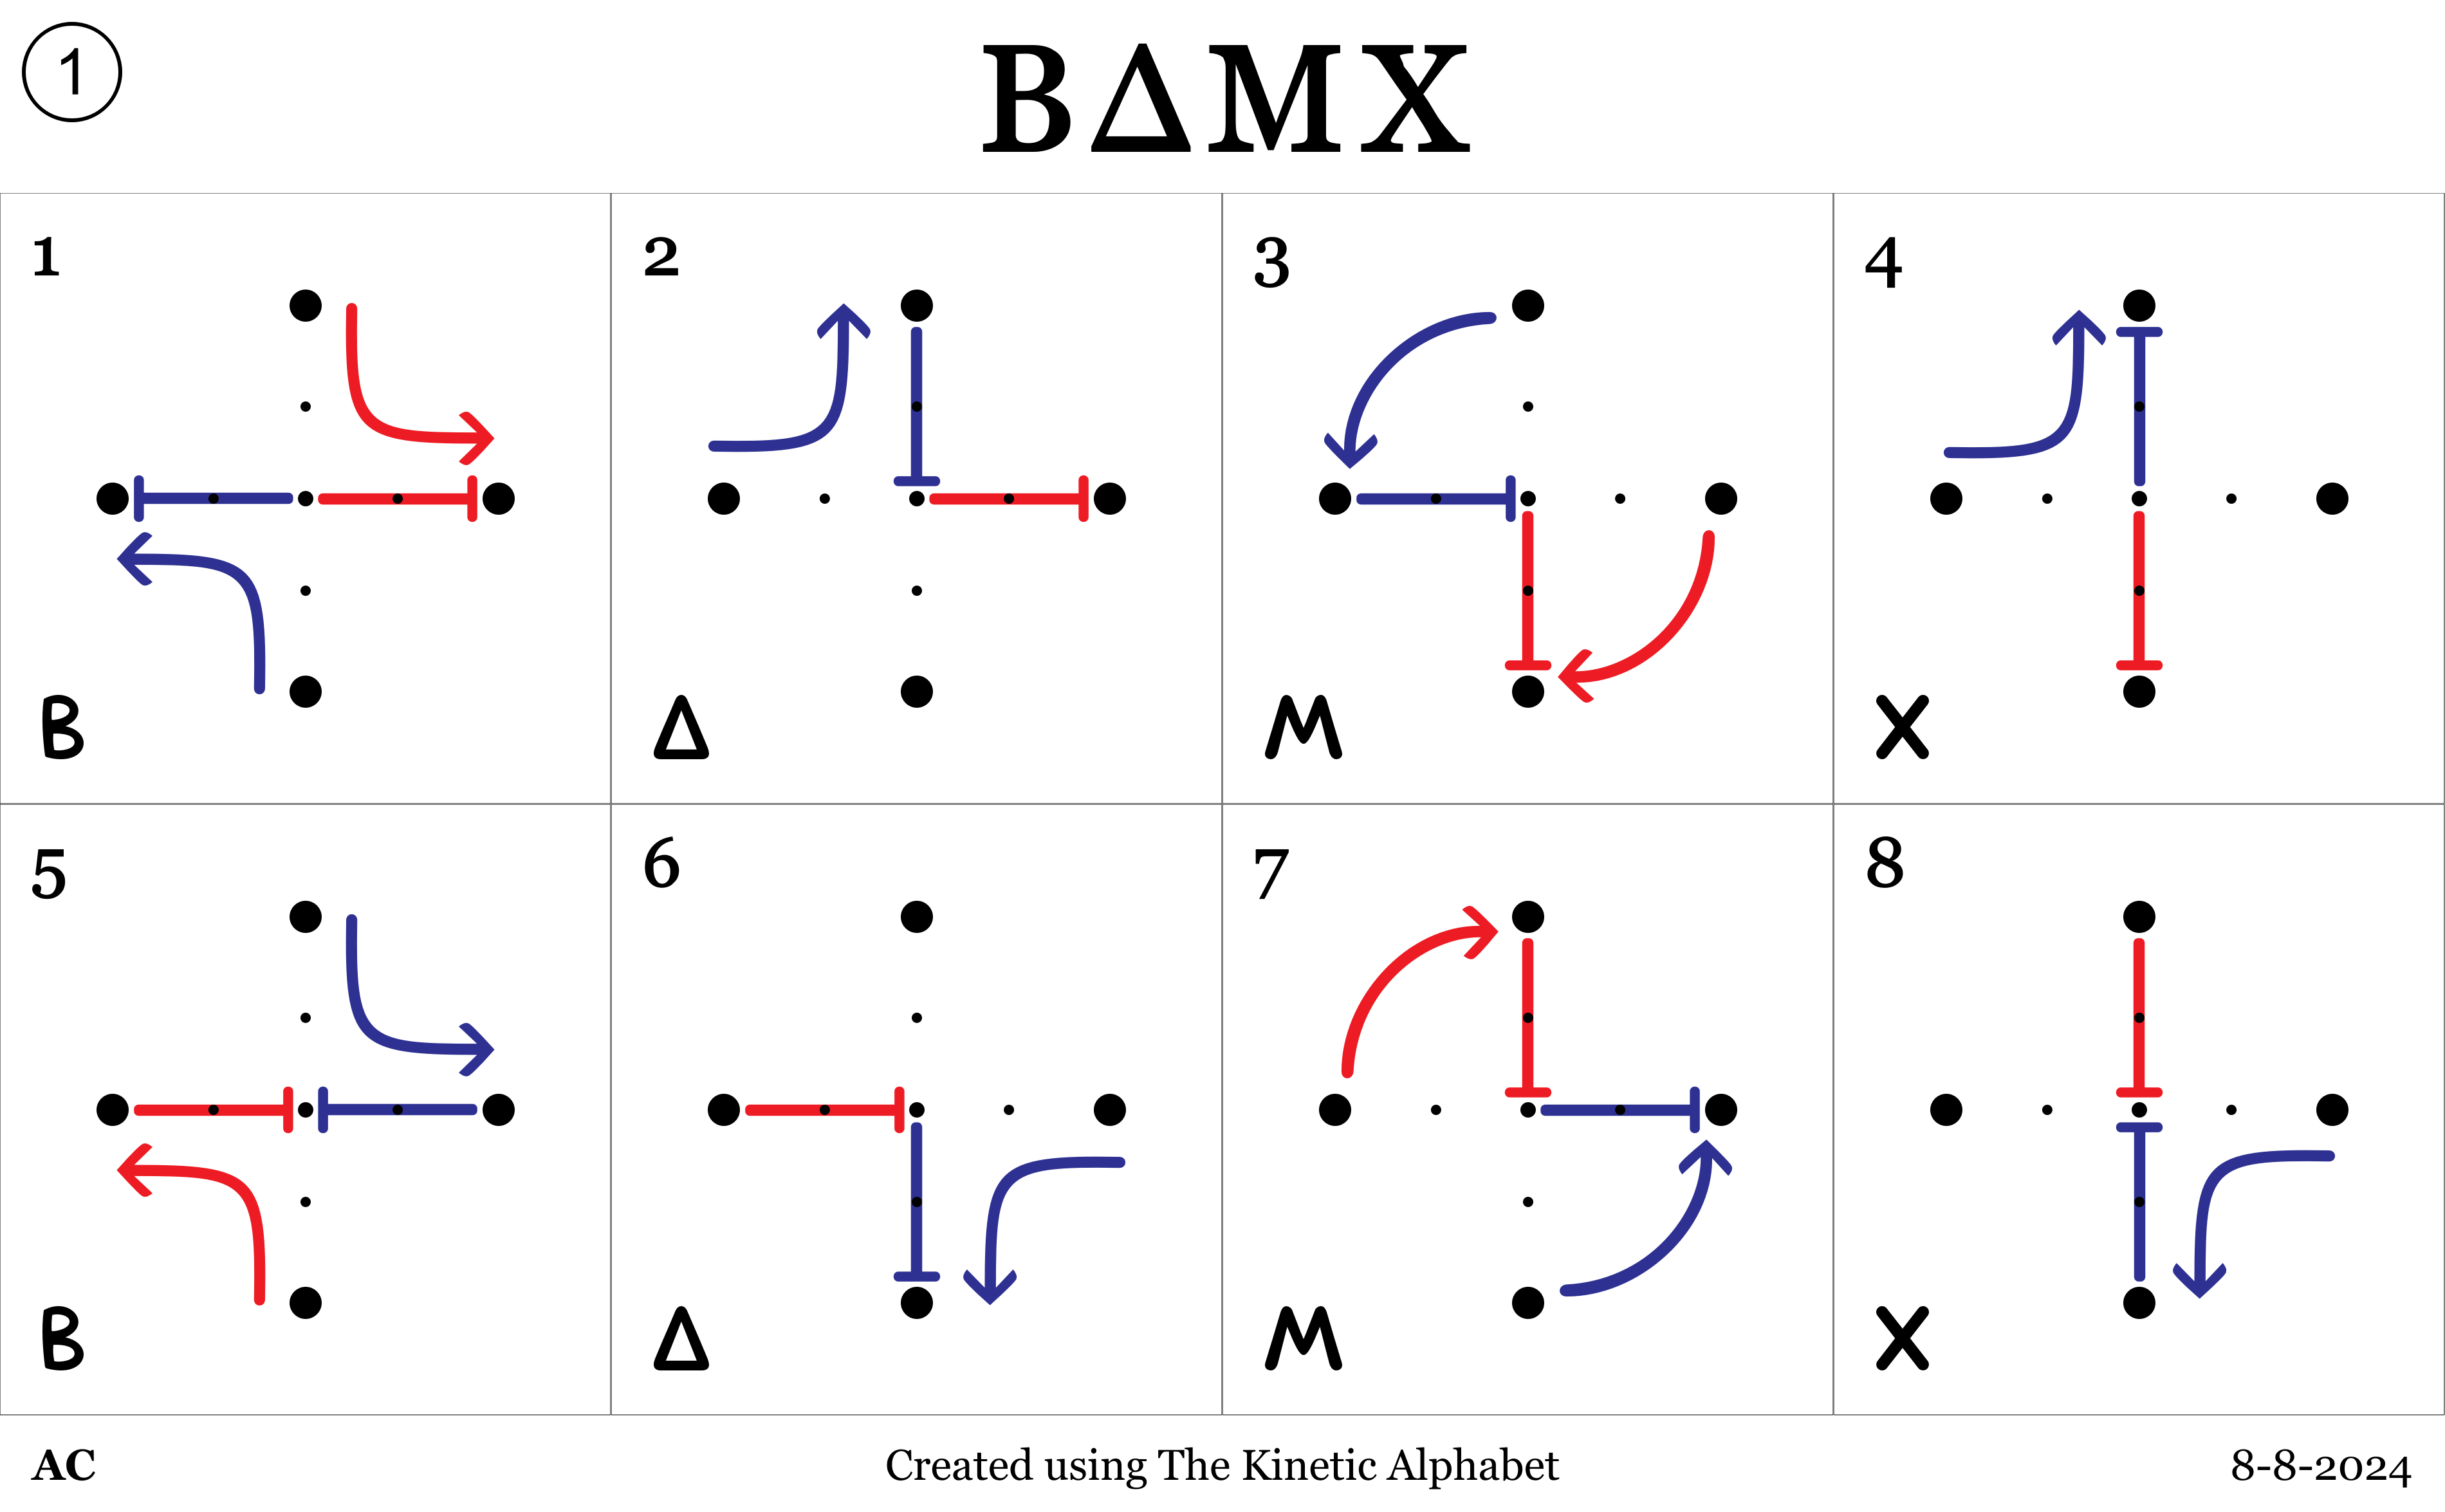 1
BΔMX
1
2
3
4
B
Δ
M
X
5
6
7
8
B
Δ
M
X
AC
Created using The Kinetic Alphabet
8-8-2024